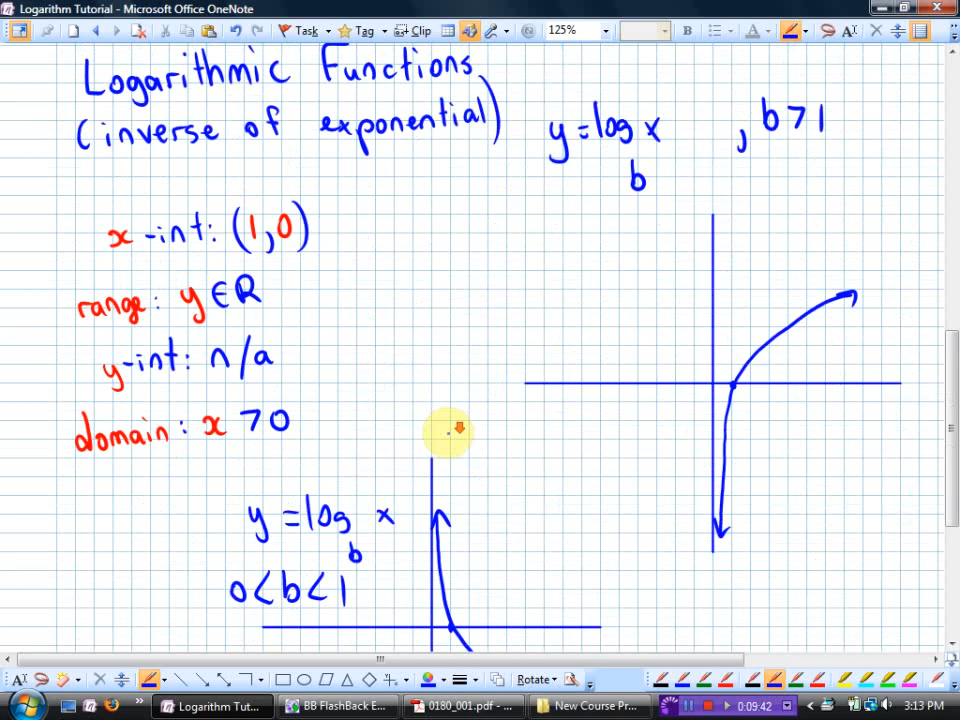 Logarithm Tutorial - Microsoft Office OneNote
Task Tag Clip 125% B A
Logarithmic Functions
(inverse of exponential)
y=log x , b>1
b
x-int: (1,0)
range: y∈R
y-int: n/a
domain: x >0
y =log x
b
0<b<1
Rotate
Logarithm Tut... BB FlashBack E... 0180_001.pdf - ... New Course Pr... 0:09:42 3:13 PM